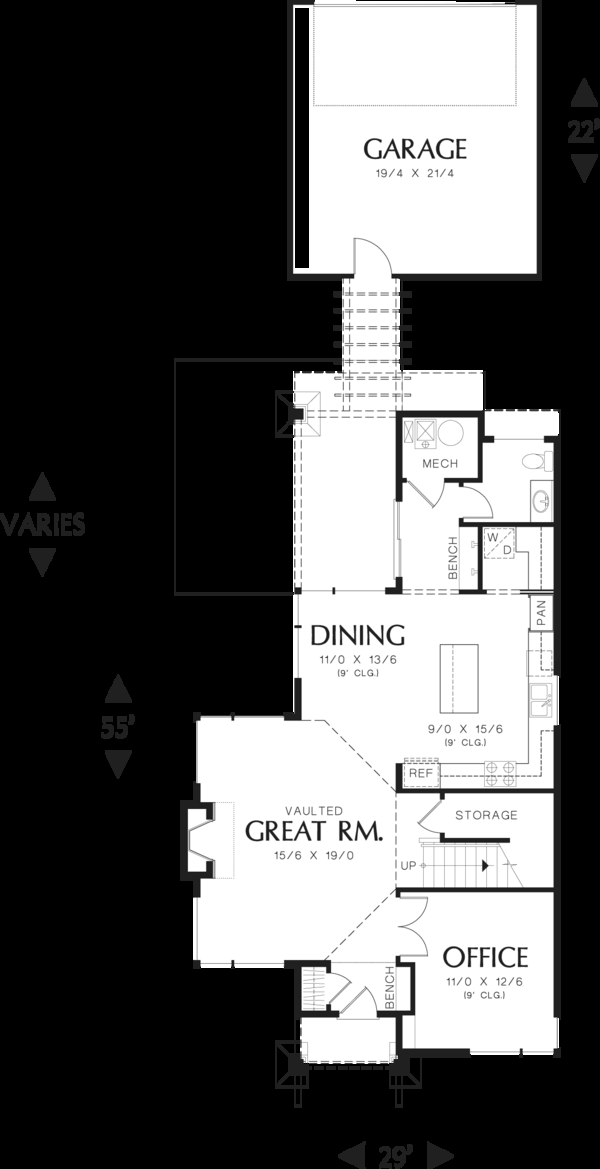 GARAGE
19/4 X 21/4
22'
MECH
VARIES
BENCH
W
D
PAN
DINING
11/0 X 13/6
(9' CLG.)
9/0 X 15/6
(9' CLG.)
55'
REF
VAULTED
GREAT RM.
15/6 X 19/0
STORAGE
UP
OFFICE
11/0 X 12/6
(9' CLG.)
BENCH
29'